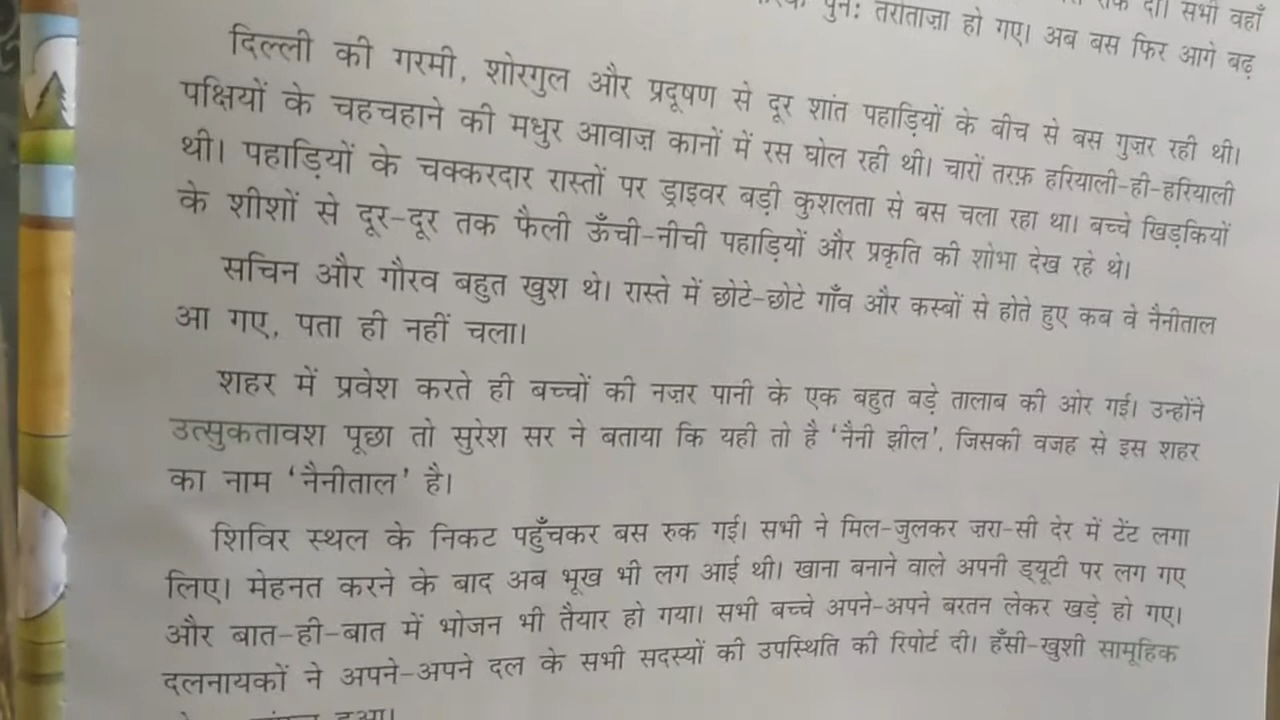 दी। सभी वहाँ
पुनः तरोताज़ा हो गए। अब बस फिर आगे बढ़
दिल्ली की गरमी, शोरगुल और प्रदूषण से दूर शांत पहाड़ियों के बीच से बस गुज़र रही थी।
पक्षियों के चहचहाने की मधुर आवाज़ कानों में रस घोल रही थी। चारों तरफ़ हरियाली-ही-हरियाली
थी। पहाड़ियों के चक्करदार रास्तों पर ड्राइवर बड़ी कुशलता से बस चला रहा था। बच्चे खिड़कियों
के शीशों से दूर-दूर तक फैली ऊँची-नीची पहाड़ियों और प्रकृति की शोभा देख रहे थे।
सचिन और गौरव बहुत खुश थे। रास्ते में छोटे-छोटे गाँव और कस्बों से होते हुए कब वे नैनीताल
आ गए, पता ही नहीं चला।
शहर में प्रवेश करते ही बच्चों की नज़र पानी के एक बहुत बड़े तालाब की ओर गई। उन्होंने
उत्सुकतावश पूछा तो सुरेश सर ने बताया कि यही तो है ‘नैनी झील’, जिसकी वजह से इस शहर
का नाम ‘नैनीताल’ है।
शिविर स्थल के निकट पहुँचकर बस रुक गई। सभी ने मिल-जुलकर ज़रा-सी देर में टेंट लगा
लिए। मेहनत करने के बाद अब भूख भी लग आई थी। खाना बनाने वाले अपनी ड्यूटी पर लग गए
और बात-ही-बात में भोजन भी तैयार हो गया। सभी बच्चे अपने-अपने बरतन लेकर खड़े हो गए।
दलनायकों ने अपने-अपने दल के सभी सदस्यों की उपस्थिति की रिपोर्ट दी। हँसी-खुशी सामूहिक
हुआ।